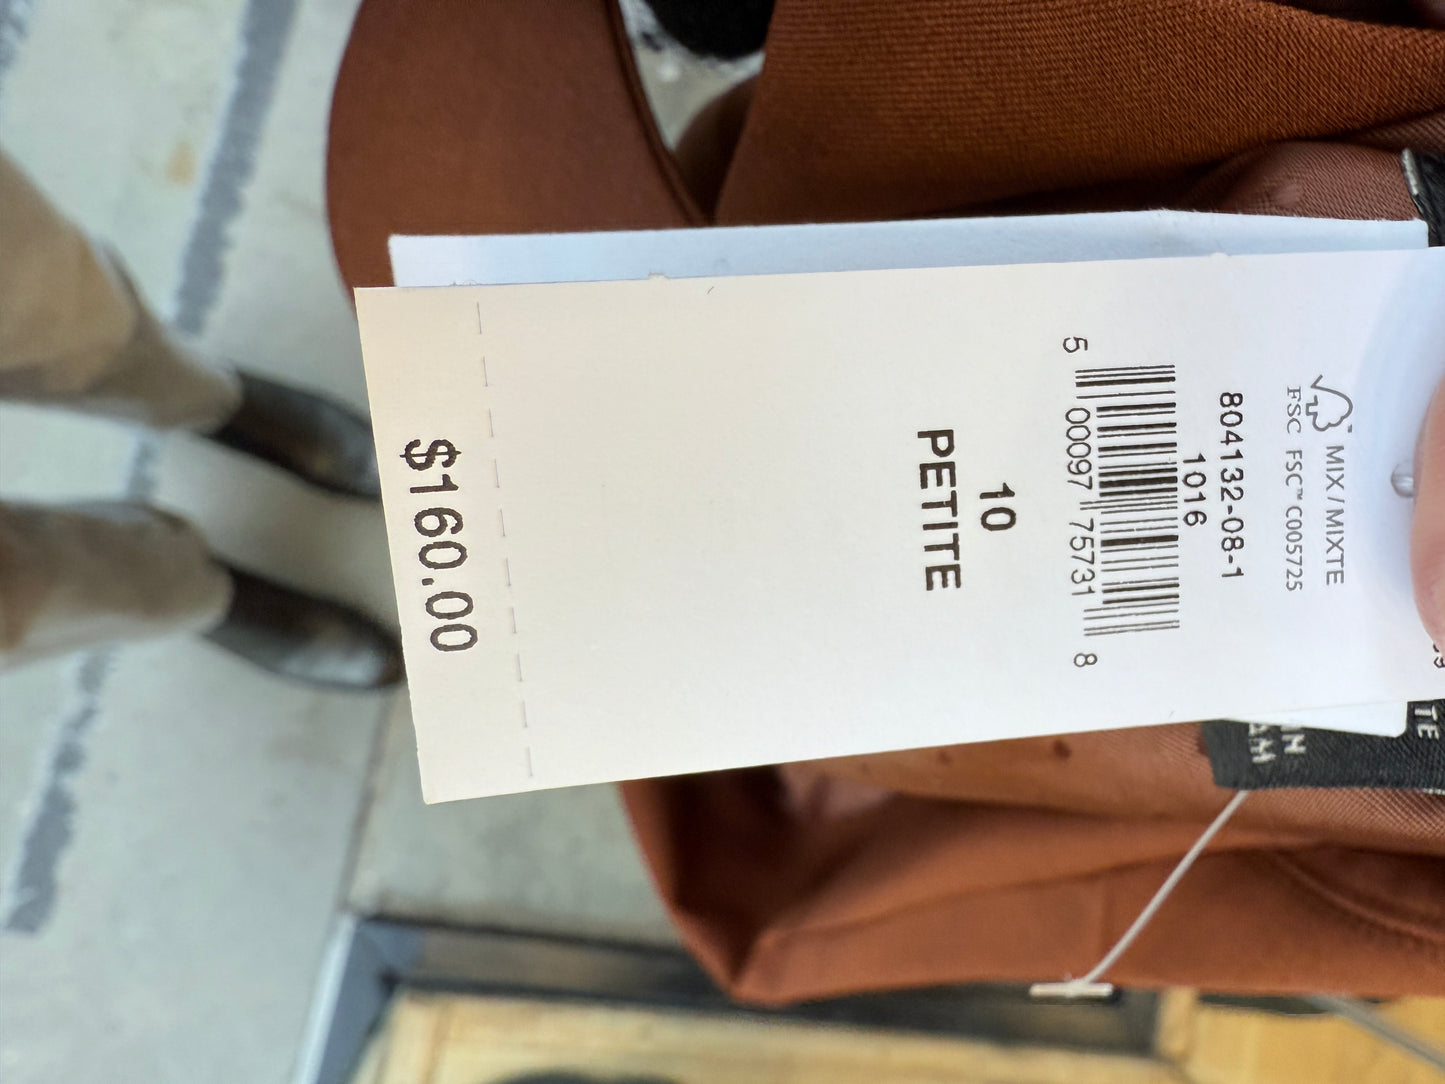 MIX/MIXTE
FSC FSC™ C005725
804132-08-1
1016
5 00097 75731 8
10
PETITE
$160.00